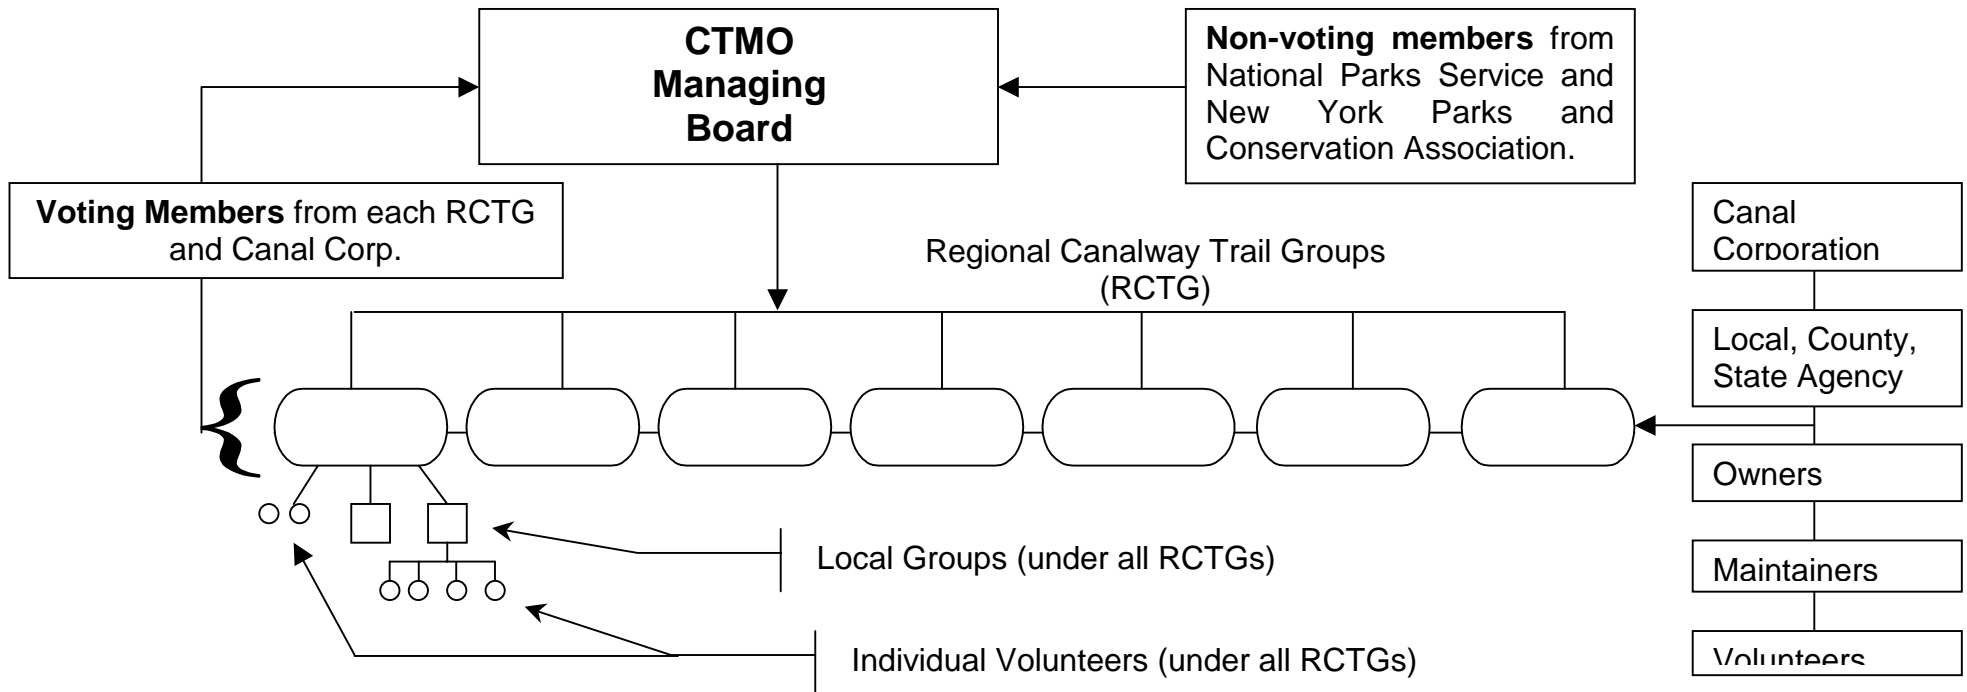 CTMO
Managing
Board
Non-voting members from
National Parks Service and
New York Parks and
Conservation Association.
Voting Members from each RCTG
and Canal Corp.
Regional Canalway Trail Groups
(RCTG)
Canal
Corporation
Local, County,
State Agency
Owners
Maintainers
Volunteers
Local Groups (under all RCTGs)
Individual Volunteers (under all RCTGs)